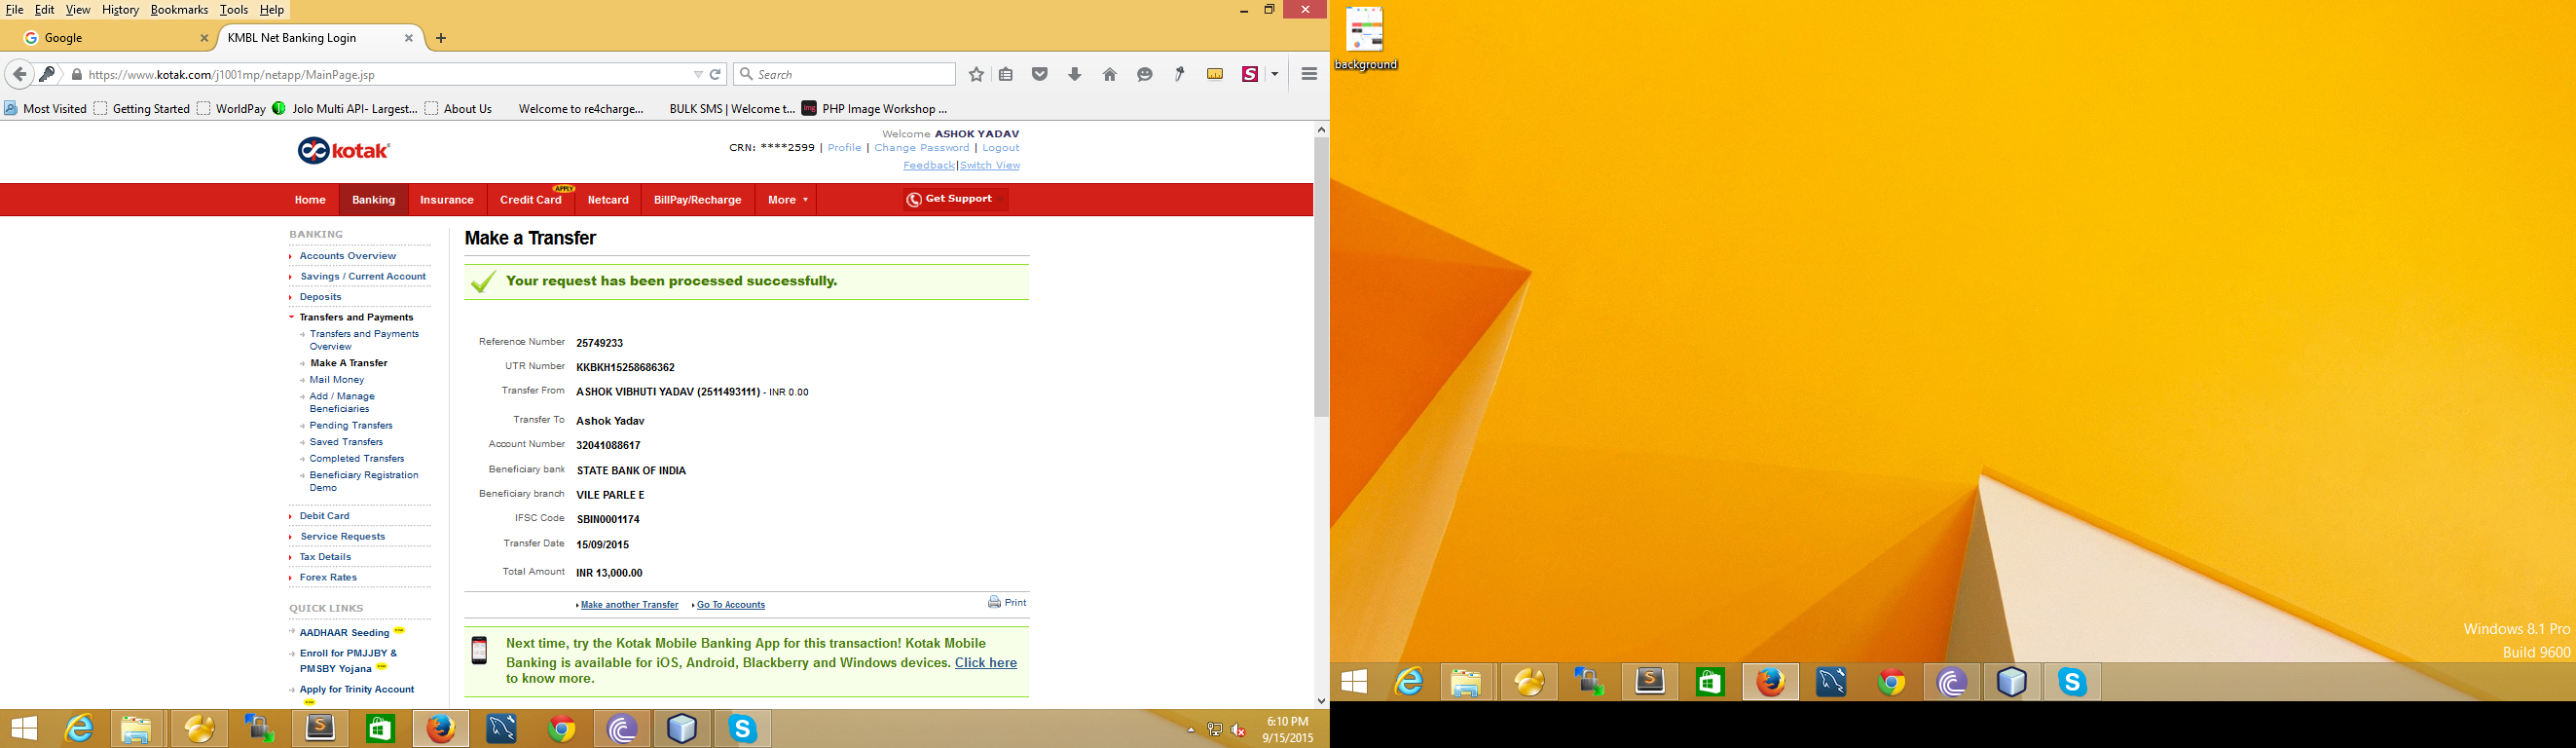 File Edit View History Bookmarks Tools Help
Google
KMBL Net Banking Login
https://www.kotak.com/j1001mp/netapp/MainPage.jsp
Search
Most Visited Getting Started WorldPay Jolo Multi API- Largest... About Us Welcome to re4charge... BULK SMS | Welcome t... PHP Image Workshop ...
kotak
Welcome ASHOK YADAV
CRN: ****2599 | Profile | Change Password | Logout
Feedback|Switch View
Home Banking Insurance Credit Card APPLY Netcard BillPay/Recharge More Get Support
BANKING
Accounts Overview
Savings / Current Account
Deposits
Transfers and Payments
Transfers and Payments
Overview
Make A Transfer
Mail Money
Add / Manage
Beneficiaries
Pending Transfers
Saved Transfers
Completed Transfers
Beneficiary Registration
Demo
Debit Card
Service Requests
Tax Details
Forex Rates
QUICK LINKS
AADHAAR Seeding
Enroll for PMJJBY &
PMSBY Yojana
Apply for Trinity Account
Make a Transfer
Your request has been processed successfully.
Reference Number 25749233
UTR Number KKBKH15258686362
Transfer From ASHOK VIBHUTI YADAV (2511493111) - INR 0.00
Transfer To Ashok Yadav
Account Number 32041088617
Beneficiary bank STATE BANK OF INDIA
Beneficiary branch VILE PARLE E
IFSC Code SBIN0001174
Transfer Date 15/09/2015
Total Amount INR 13,000.00
Make another Transfer Go To Accounts Print
Next time, try the Kotak Mobile Banking App for this transaction! Kotak Mobile
Banking is available for iOS, Android, Blackberry and Windows devices. Click here
to know more.
6:10 PM
9/15/2015
background
Windows 8.1 Pro
Build 9600